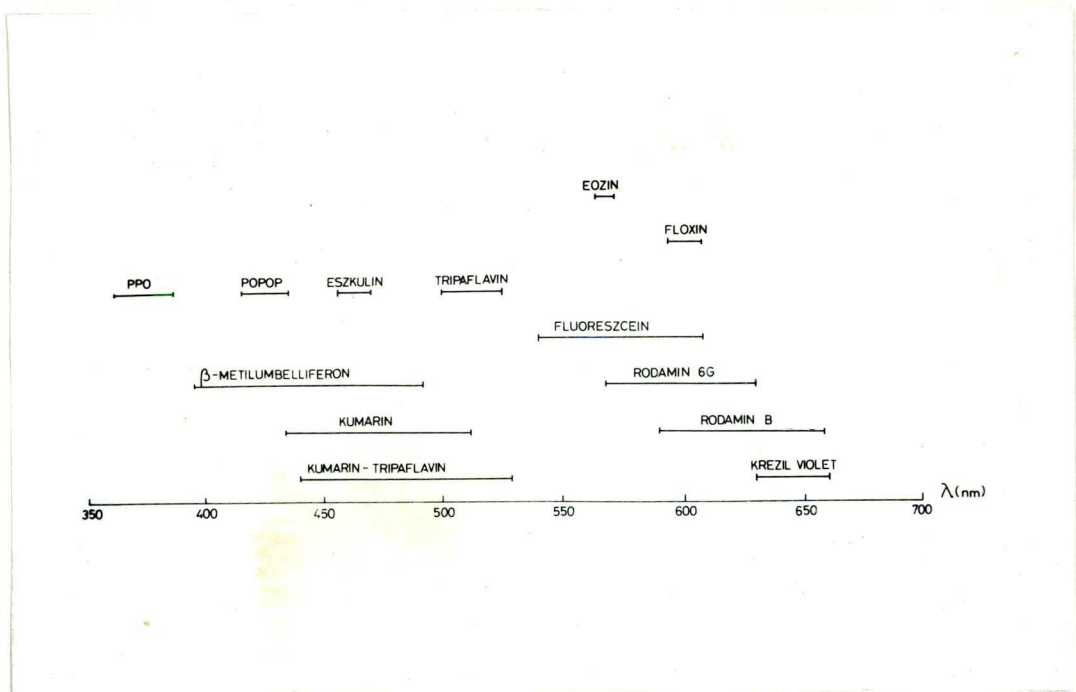 EOZIN
FLOXIN
PPO POPOP ESZKULIN TRIPAFLAVIN
FLUORESZCEIN
β-METILUMBELLIFERON RODAMIN 6G
KUMARIN RODAMIN B
KUMARIN - TRIPAFLAVIN KREZIL VIOLET
λ(nm)
350 400 450 500 550 600 650 700